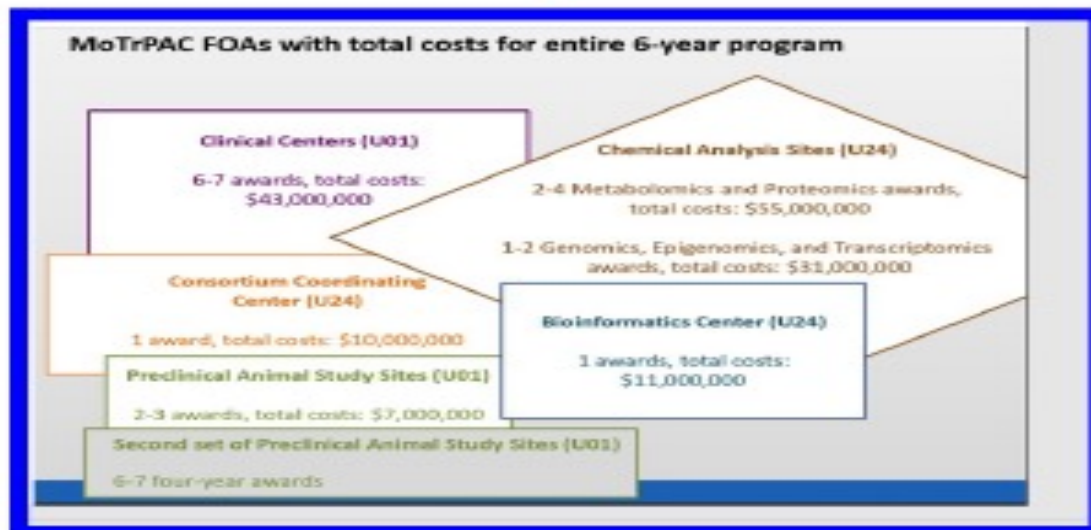 MoTrPAC FOAs with total costs for entire 6-year program
Clinical Centers (U01)
6-7 awards, total costs:
$43,000,000
Chemical Analysis Sites (U24)
2-4 Metabolomics and Proteomics awards,
total costs: $55,000,000
1-2 Genomics, Epigenomics, and Transcriptomics
awards, total costs: $31,000,000
Consortium Coordinating
Center (U24)
1 award, total costs: $10,000,000
Bioinformatics Center (U24)
1 awards, total costs:
$11,000,000
Preclinical Animal Study Sites (U01)
2-3 awards, total costs: $7,000,000
Second set of Preclinical Animal Study Sites (U01)
6-7 four-year awards